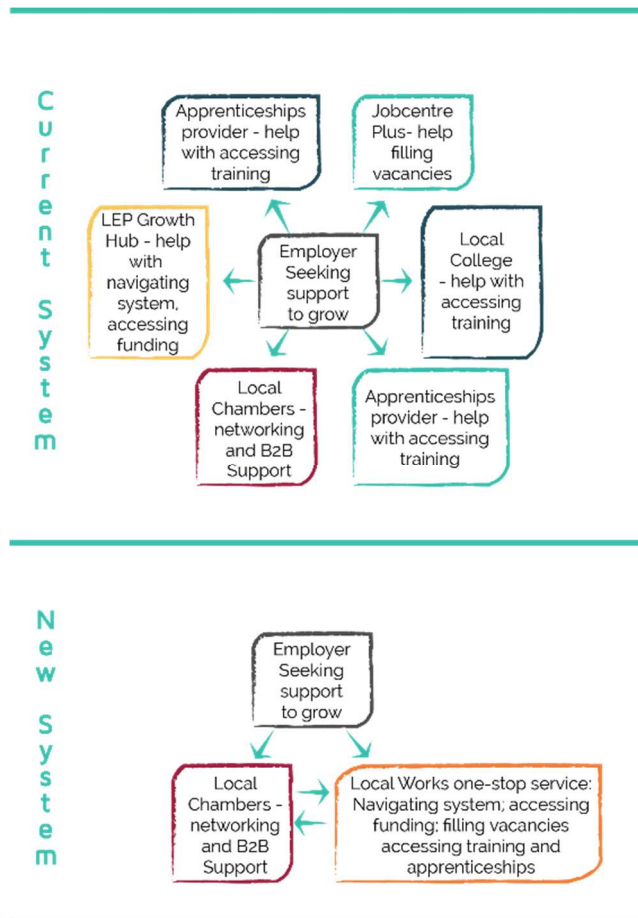 Current System
Apprenticeships
provider - help
with accessing
training
Jobcentre
Plus- help
filling
vacancies
LEP Growth
Hub - help
with
navigating
system,
accessing
funding
Employer
Seeking
support
to grow
Local
College
- help with
accessing
training
Local
Chambers -
networking
and B2B
Support
Apprenticeships
provider - help
with accessing
training
New System
Employer
Seeking
support
to grow
Local
Chambers -
networking
and B2B
Support
Local Works one-stop service:
Navigating system; accessing
funding; filling vacancies
accessing training and
apprenticeships